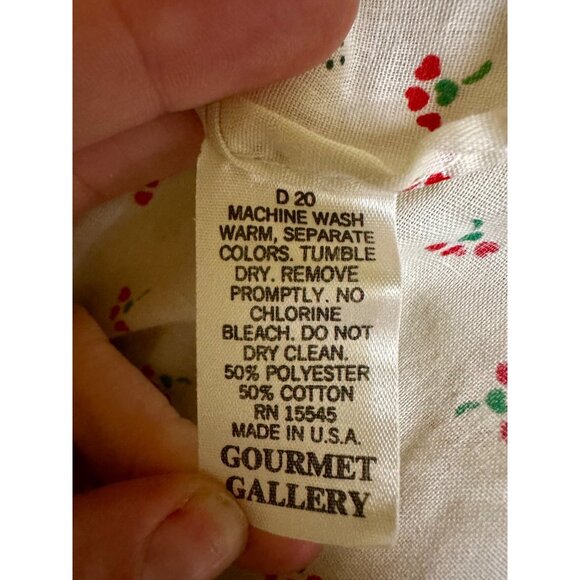 D 20
MACHINE WASH
WARM, SEPARATE
COLORS. TUMBLE
DRY. REMOVE
PROMPTLY. NO
CHLORINE
BLEACH. DO NOT
DRY CLEAN.
50% POLYESTER
50% COTTON
RN 15545
MADE IN U.S.A.
GOURMET
GALLERY